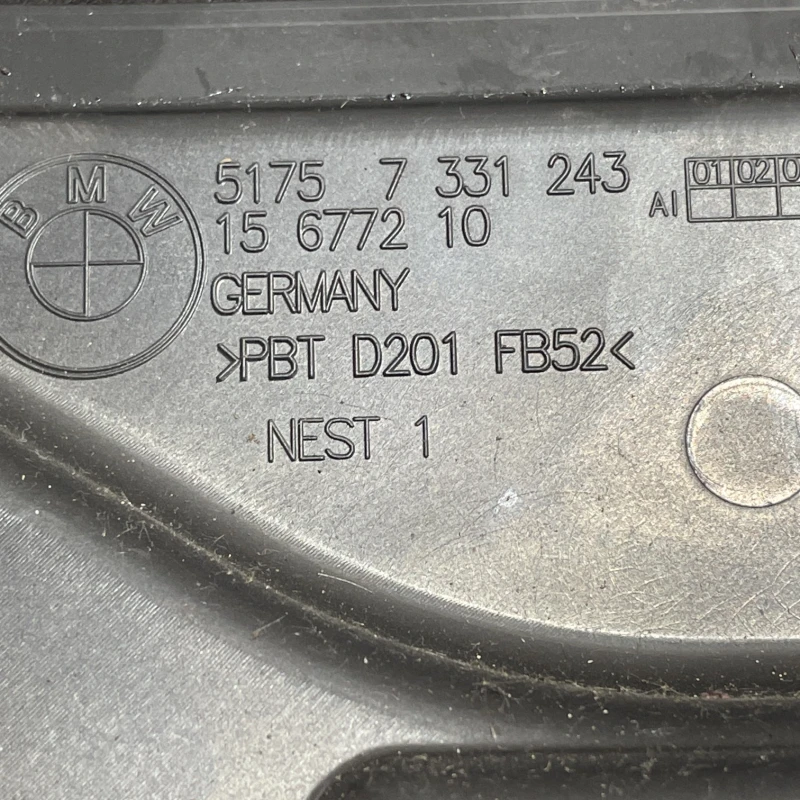 BMW
5175 7 331 243
15 6772 10
GERMANY
>PBT D201 FB52<
NEST 1
AI 01 02